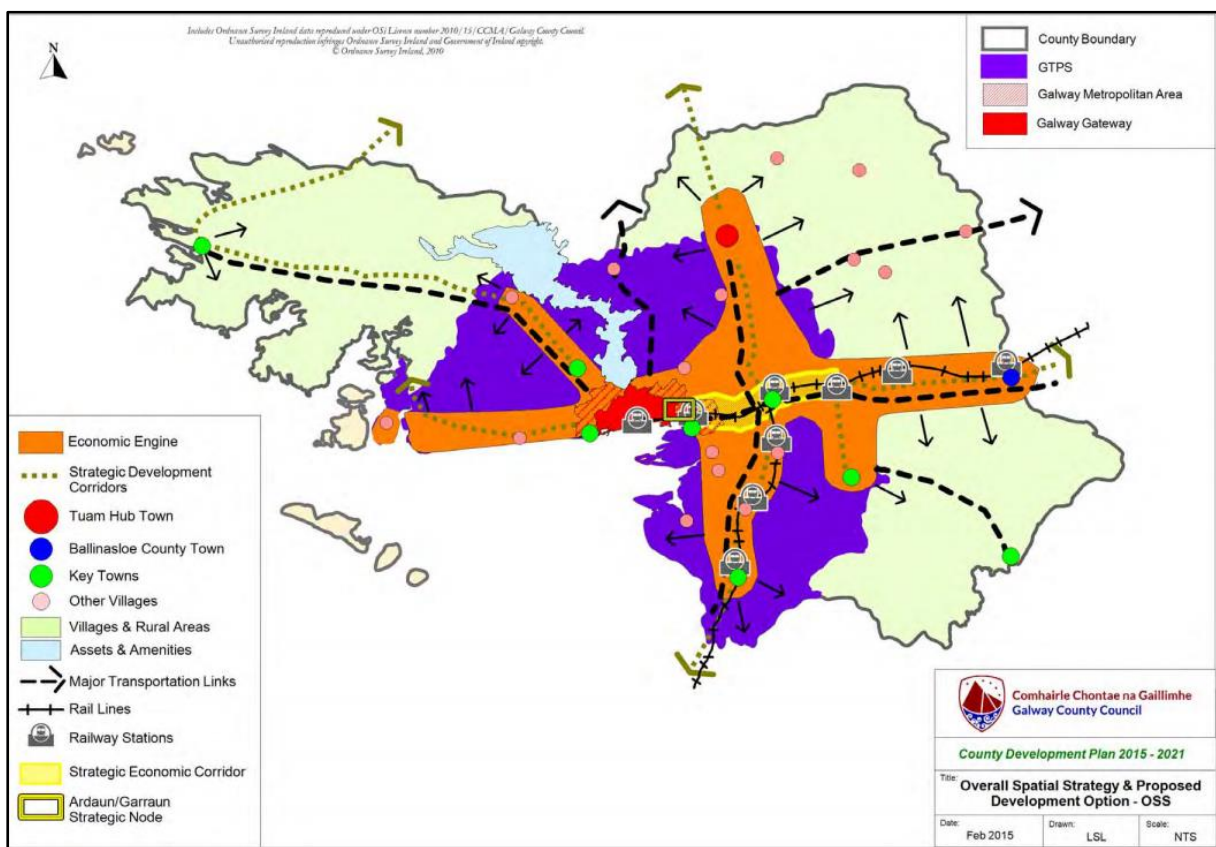 Includes Ordnance Survey Ireland data reproduced under OSi Licence number 2010/15/CCMA/Galway County Council.
Unauthorised reproduction infringes Ordnance Survey Ireland and Government of Ireland copyright.
© Ordnance Survey Ireland, 2010
N
County Boundary
GTPS
Galway Metropolitan Area
Galway Gateway
Economic Engine
Strategic Development
Corridors
Tuam Hub Town
Ballinasloe County Town
Key Towns
Other Villages
Villages & Rural Areas
Assets & Amenities
Major Transportation Links
Rail Lines
Railway Stations
Strategic Economic Corridor
Ardaun/Garraun
Strategic Node
Comhairle Chontae na Gaillimhe
Galway County Council
County Development Plan 2015 - 2021
Title: Overall Spatial Strategy & Proposed
Development Option - OSS
Date: Feb 2015
Drawn: LSL
Scale: NTS